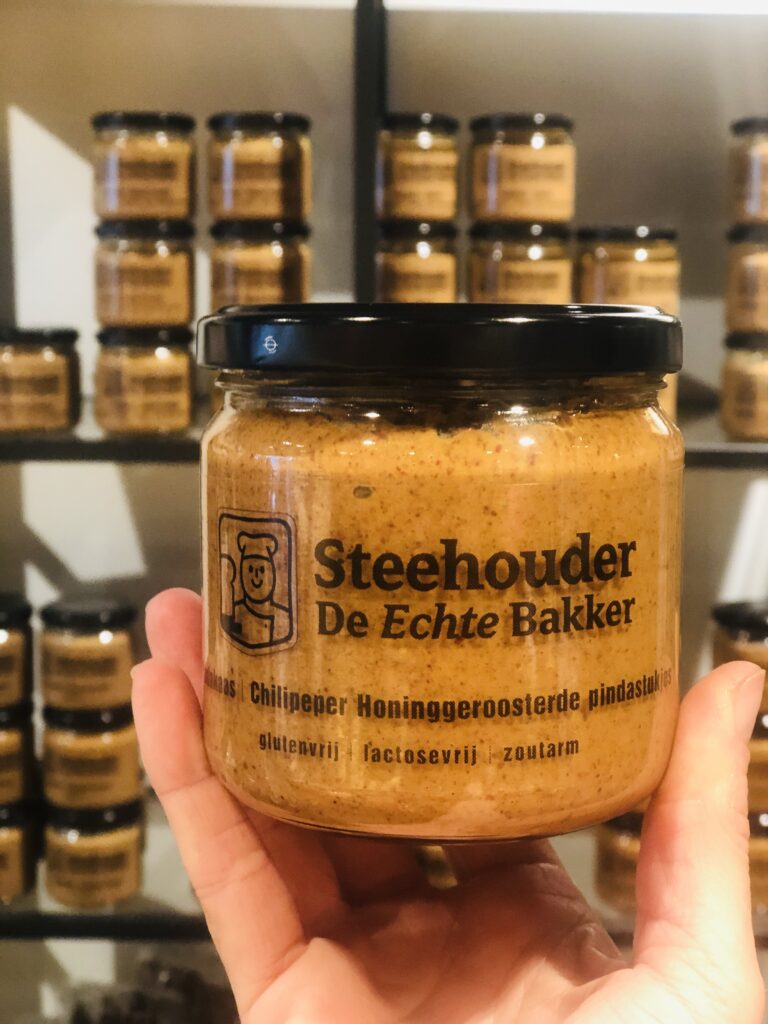 Steehouder
De Echte Bakker
Chilipeper Honinggeroosterde pindastukjes
glutenvrij | lactosevrij | zoutarm